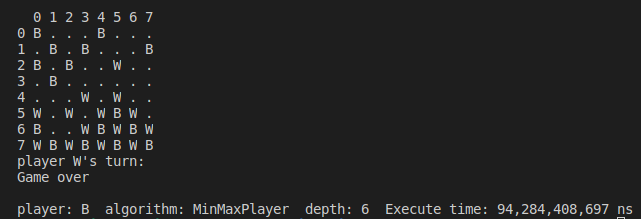 0 1 2 3 4 5 6 7
0 B . . . B . . .
1 . B . B . . . B
2 B . B . . W . .
3 . B . . . . . .
4 . . . W . W . .
5 W . W . W B W .
6 B . . W B W B W
7 W B W B W B W B
player W's turn:
Game over
player: B  algorithm: MinMaxPlayer  depth: 6  Execute time: 94,284,408,697 ns